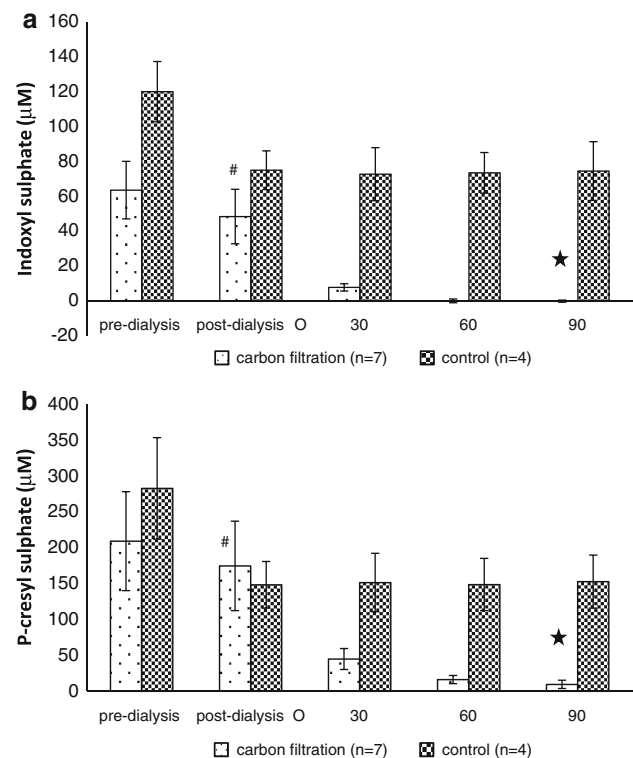 a
160
140
120
100
80
60
40
20
0
-20
Indoxyl sulphate (µM)
#
★
pre-dialysis post-dialysis O 30 60 90
carbon filtration (n=7) control (n=4)
b
400
350
300
250
200
150
100
50
0
P-cresyl sulphate (µM)
#
★
pre-dialysis post-dialysis O 30 60 90
carbon filtration (n=7) control (n=4)